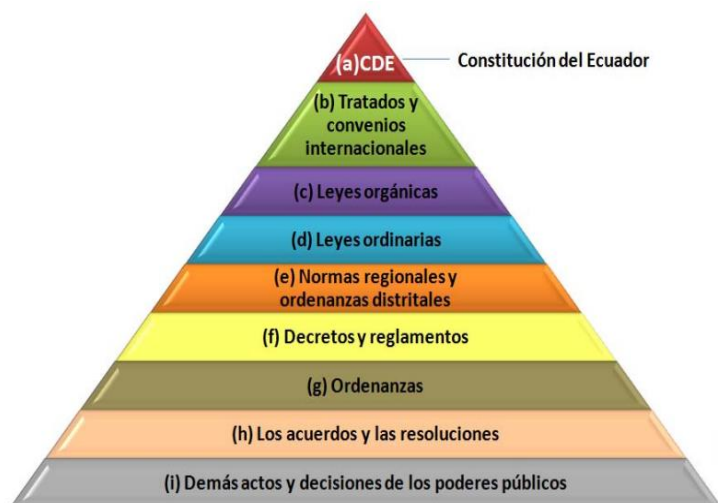 (a)CDE
Constitución del Ecuador
(b) Tratados y
convenios
internacionales
(c) Leyes orgánicas
(d) Leyes ordinarias
(e) Normas regionales y
ordenanzas distritales
(f) Decretos y reglamentos
(g) Ordenanzas
(h) Los acuerdos y las resoluciones
(i) Demás actos y decisiones de los poderes públicos